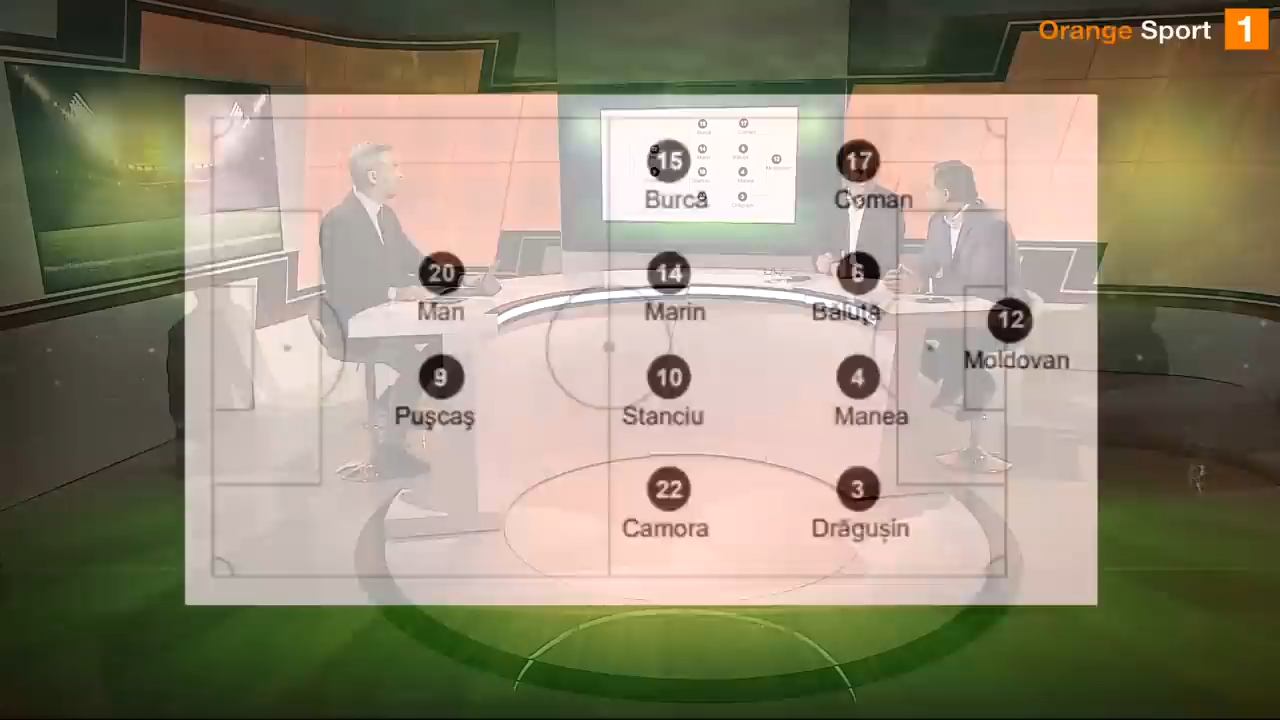 Orange Sport 1
15
Burcă
17
Coman
20
Man
14
Marin
6
Băluță
12
Moldovan
9
Pușcaș
10
Stanciu
4
Manea
22
Camora
3
Drăgușin